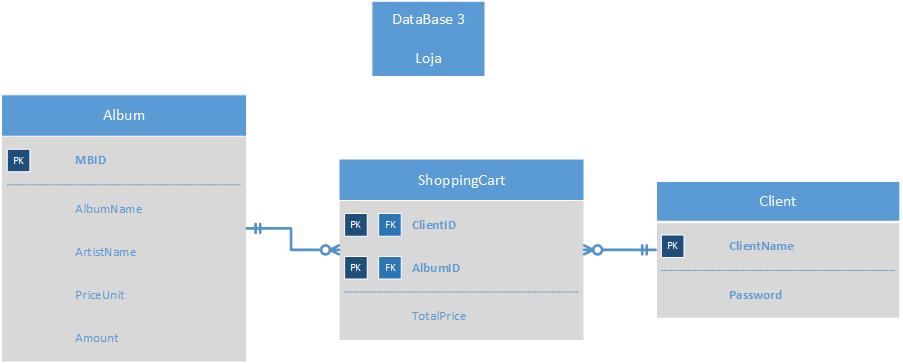 DataBase 3
Loja
Album
PK MBID
AlbumName
ArtistName
PriceUnit
Amount
ShoppingCart
PK FK ClientID
PK FK AlbumID
TotalPrice
Client
PK ClientName
Password